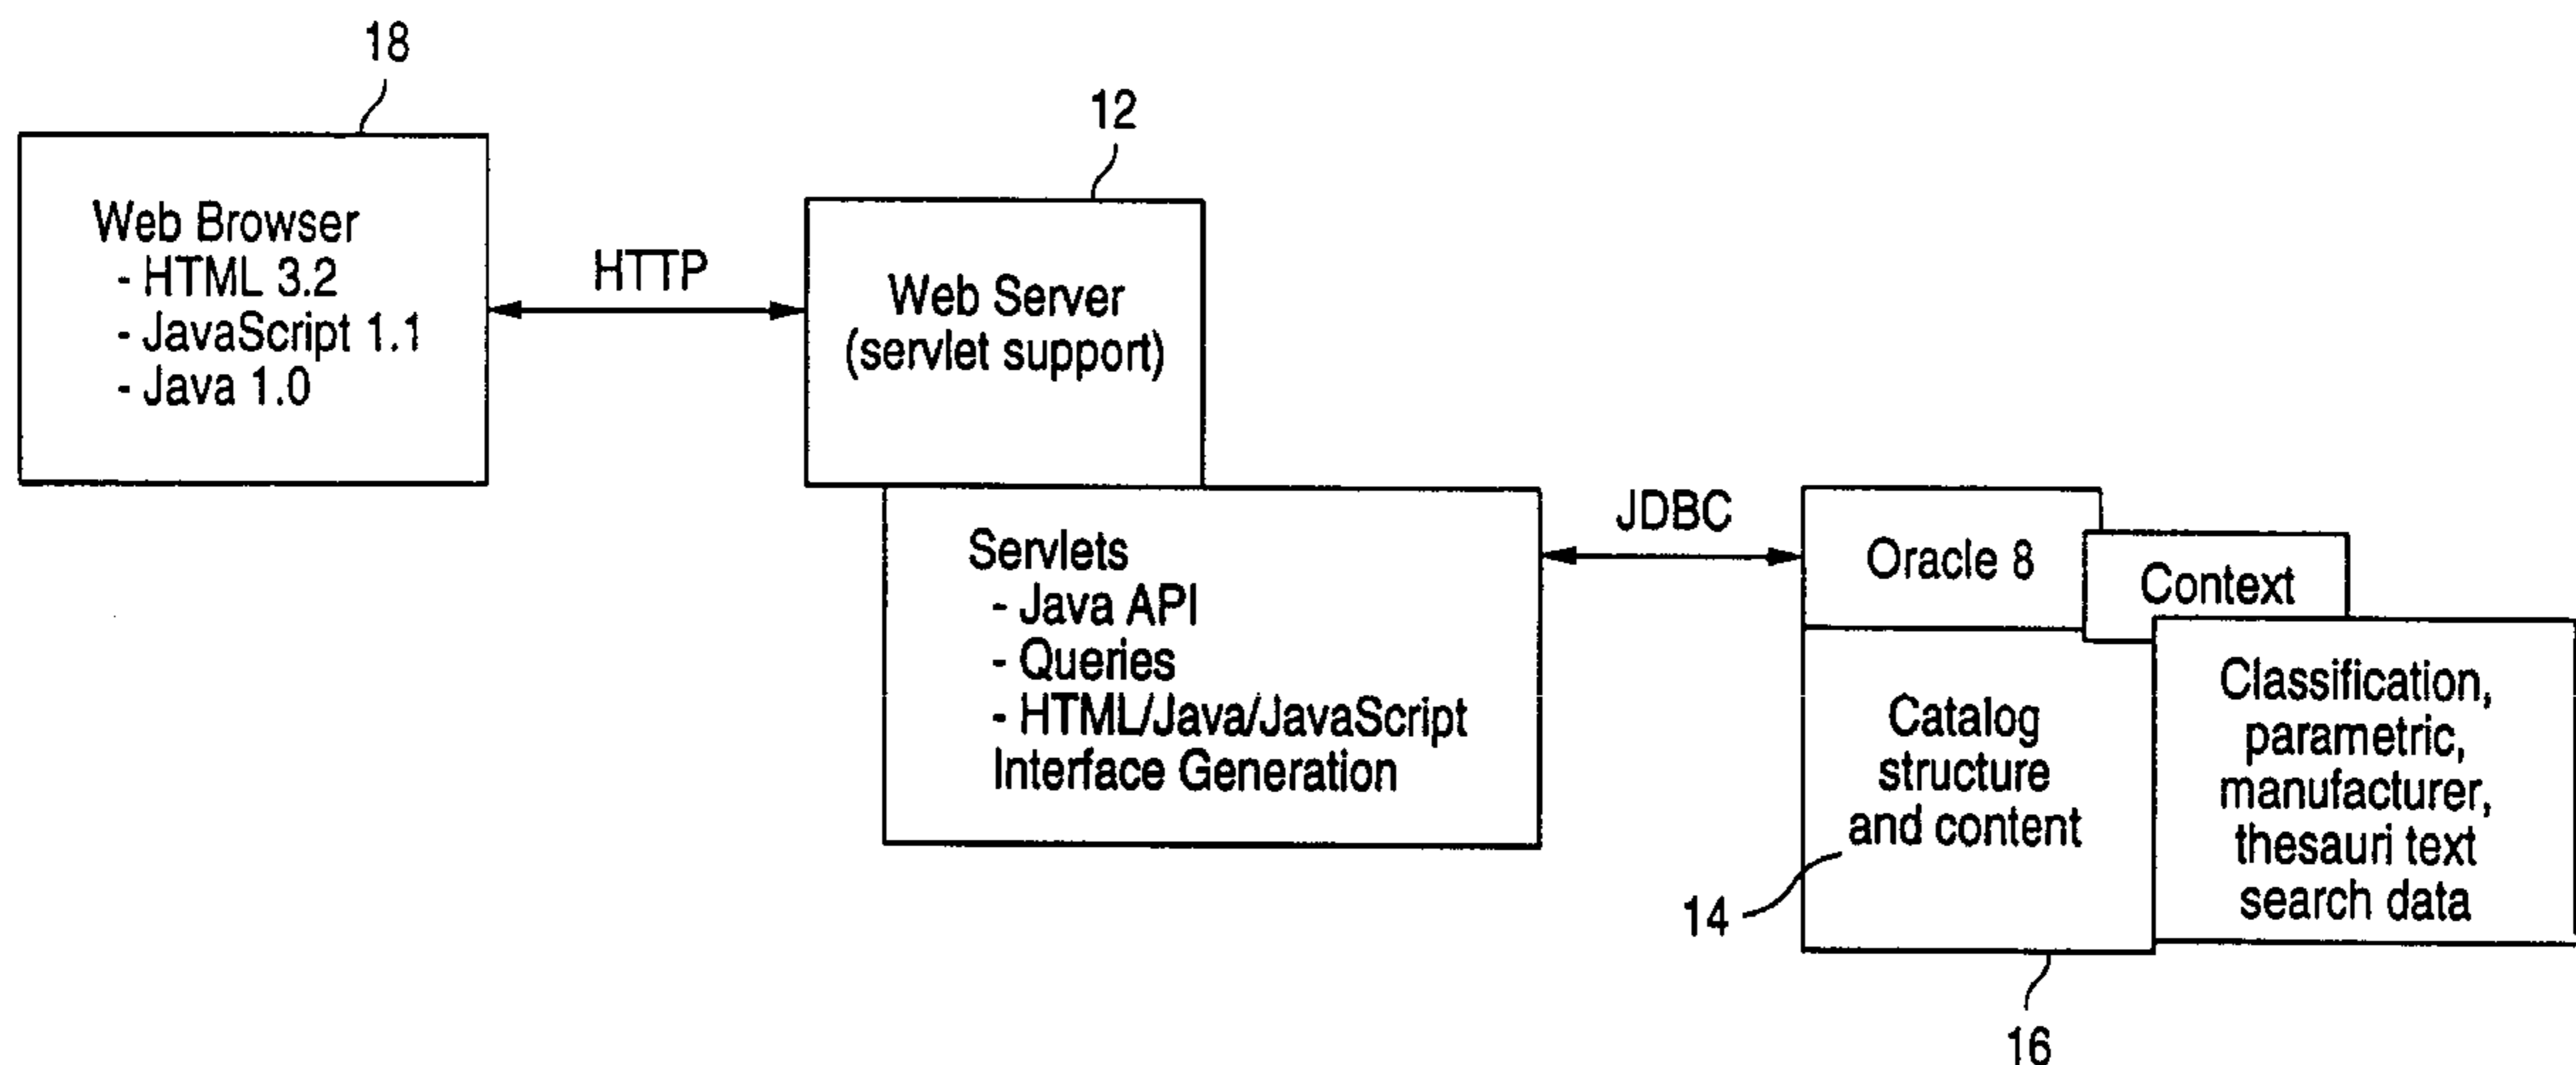 18
Web Browser
- HTML 3.2
- JavaScript 1.1
- Java 1.0
HTTP
12
Web Server
(servlet support)
Servlets
- Java API
- Queries
- HTML/Java/JavaScript
Interface Generation
JDBC
Oracle 8
Context
Catalog
structure
and content
14
16
Classification,
parametric,
manufacturer,
thesauri text
search data